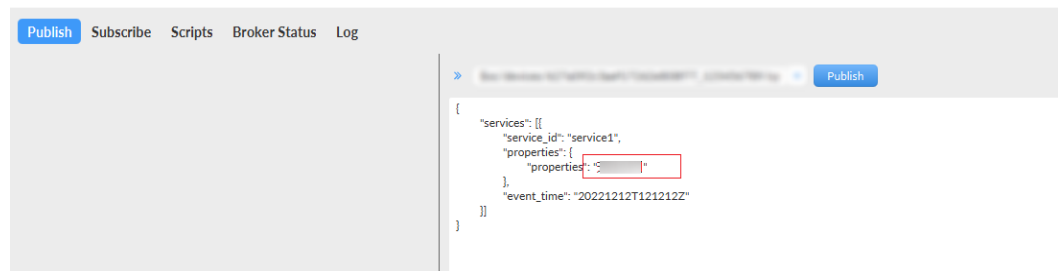 Publish Subscribe Scripts Broker Status Log
» Publish
{
"services": [{
"service_id": "service1",
"properties": {
"properties": " "
},
"event_time": "20221212T121212Z"
}]
}